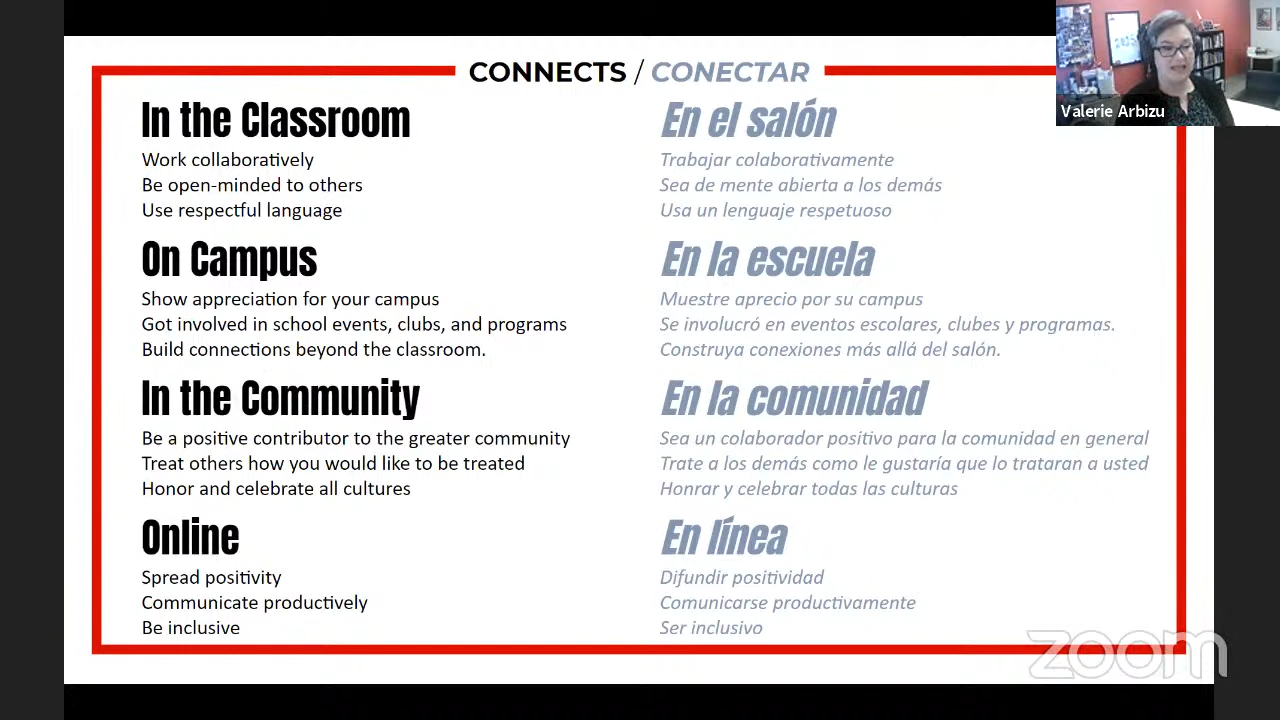 CONNECTS / CONECTAR
In the Classroom
Work collaboratively
Be open-minded to others
Use respectful language
On Campus
Show appreciation for your campus
Got involved in school events, clubs, and programs
Build connections beyond the classroom.
In the Community
Be a positive contributor to the greater community
Treat others how you would like to be treated
Honor and celebrate all cultures
Online
Spread positivity
Communicate productively
Be inclusive
En el salón
Trabajar colaborativamente
Sea de mente abierta a los demás
Usa un lenguaje respetuoso
En la escuela
Muestre aprecio por su campus
Se involucró en eventos escolares, clubes y programas.
Construya conexiones más allá del salón.
En la comunidad
Sea un colaborador positivo para la comunidad en general
Trate a los demás como le gustaría que lo trataran a usted
Honrar y celebrar todas las culturas
En línea
Difundir positividad
Comunicarse productivamente
Ser inclusivo
Valerie Arbizu
zoom